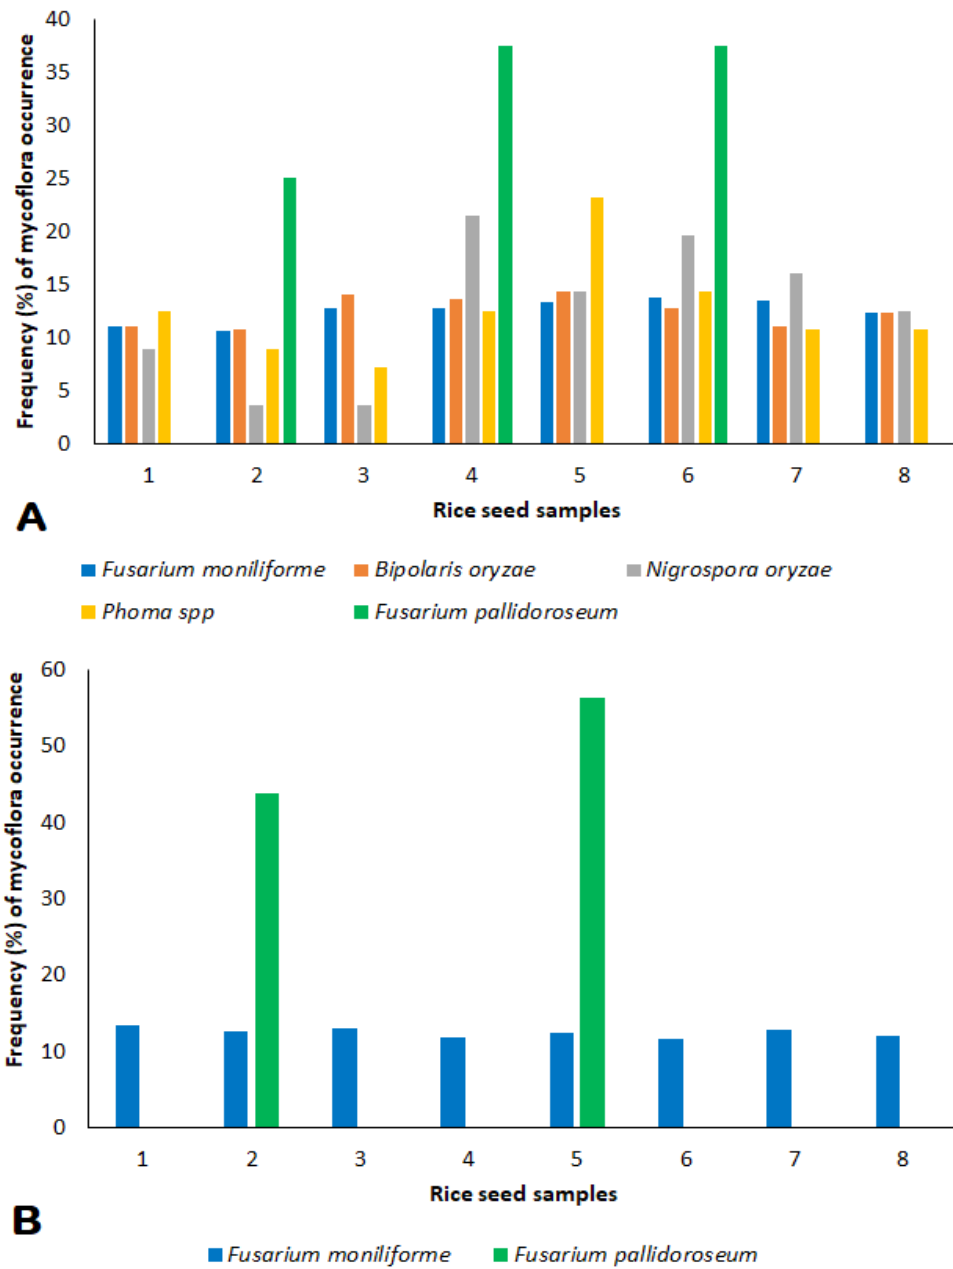 Frequency (%) of mycoflora occurrence
40
35
30
25
20
15
10
5
0
1 2 3 4 5 6 7 8
Rice seed samples
A
Fusarium moniliforme Bipolaris oryzae Nigrospora oryzae
Phoma spp Fusarium pallidoroseum
Frequency (%) of mycoflora occurrence
60
50
40
30
20
10
0
1 2 3 4 5 6 7 8
Rice seed samples
B
Fusarium moniliforme Fusarium pallidoroseum